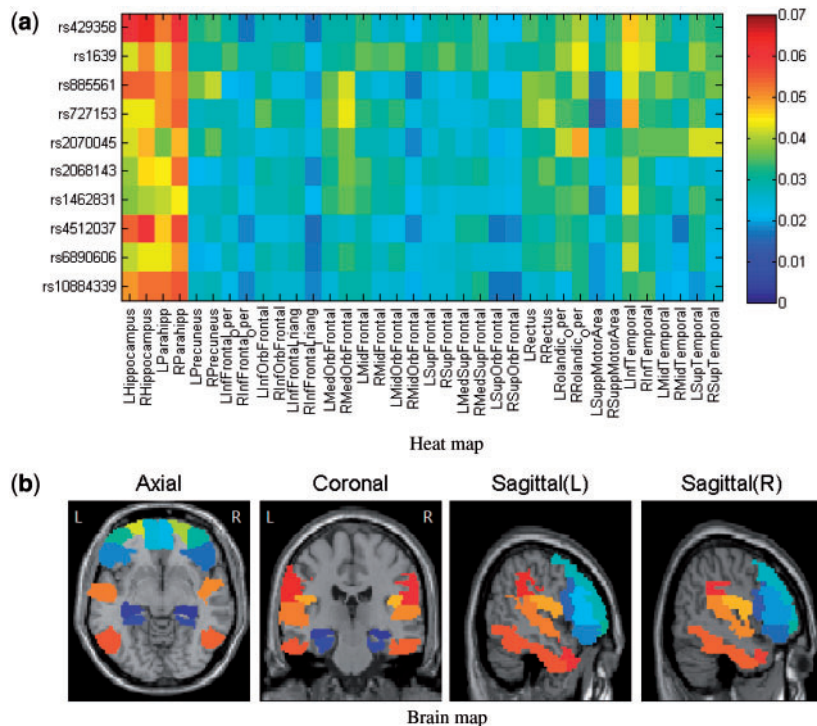 (a)
0.07
0.06
0.05
0.04
0.03
0.02
0.01
0
rs429358
rs1639
rs885561
rs727153
rs2070045
rs2068143
rs1462831
rs4512037
rs6890606
rs10884339
LHippocampus
RHippocampus
LParahipp
RParahipp
LPrecuneus
RPrecuneus
LInfFrontal_oper
RInfFrontal_oper
LInfOrbFrontal
RInfOrbFrontal
LInfFrontal_triang
RInfFrontal_triang
LMedOrbFrontal
RMedOrbFrontal
LMidFrontal
RMidFrontal
LMidOrbFrontal
RMidOrbFrontal
LSupFrontal
RSupFrontal
LMedSupFrontal
RMedSupFrontal
LSupOrbFrontal
RSupOrbFrontal
LRectus
RRectus
LRolandic_oper
RRolandic_oper
LSuppMotorArea
RSuppMotorArea
LInfTemporal
RInfTemporal
LMidTemporal
RMidTemporal
LSupTemporal
RSupTemporal
Heat map
(b)
Axial Coronal Sagittal(L) Sagittal(R)
L R L R
Brain map